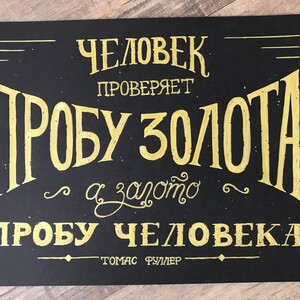 ЧЕЛОВЕК
ПРОВЕРЯЕТ
ПРОБУ ЗОЛОТА
а золото
ПРОБУ ЧЕЛОВЕКА
ТОМАС ФУЛЛЕР